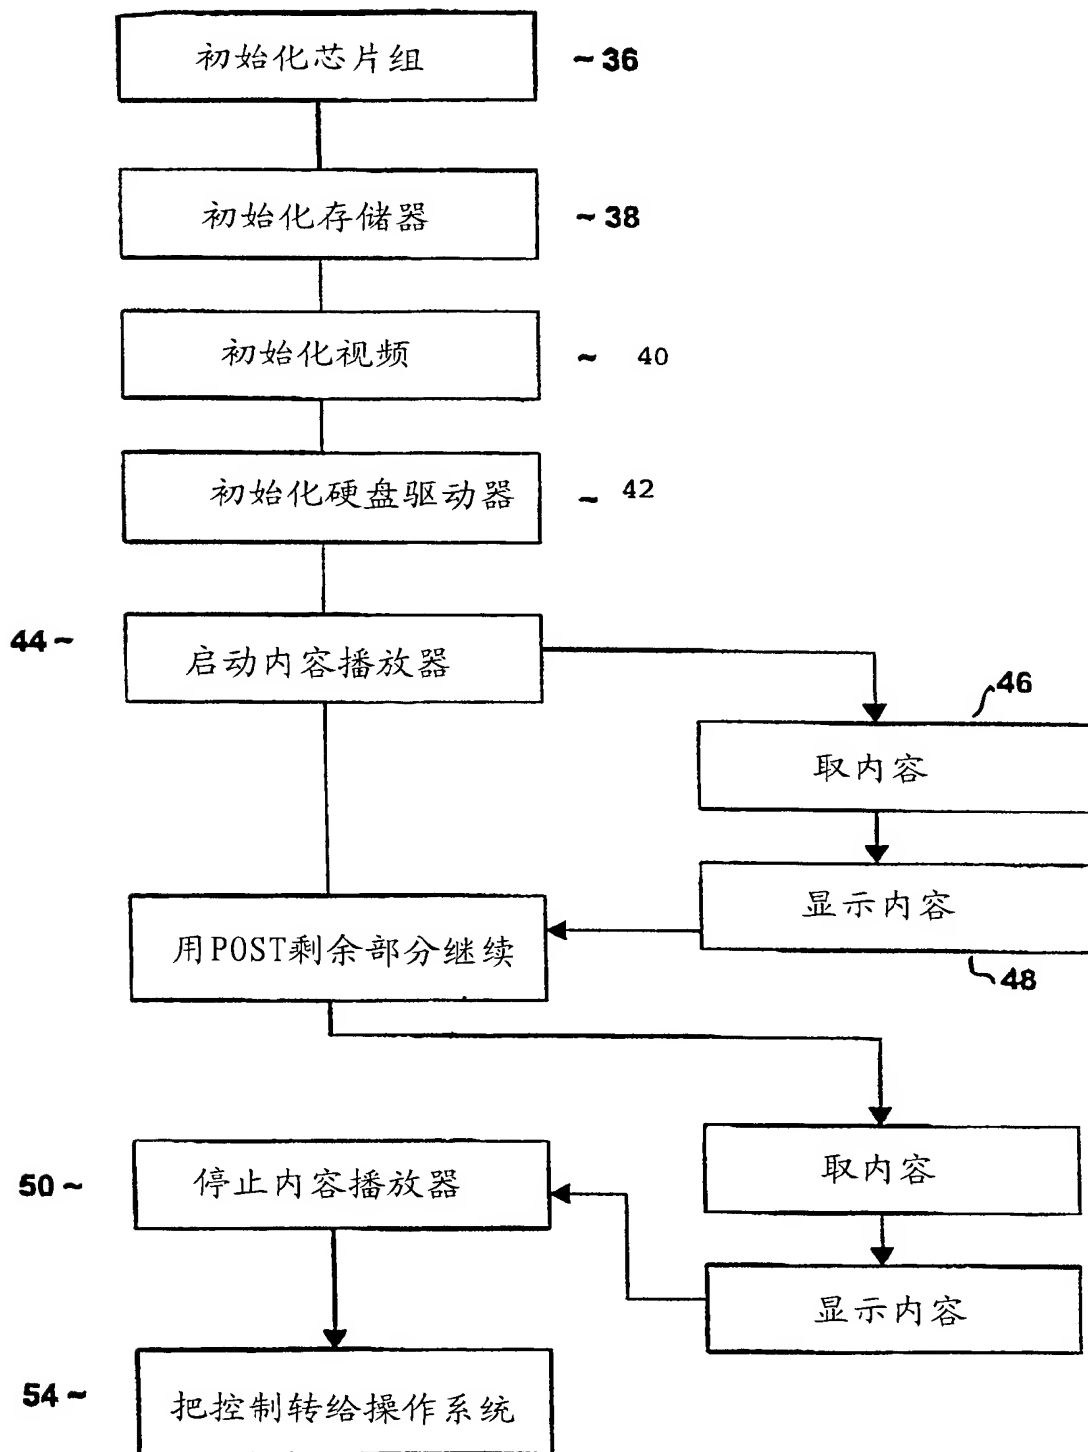 初始化芯片组
~36
初始化存储器
~38
初始化视频
~ 40
初始化硬盘驱动器
~ 42
44~
启动内容播放器
46
取内容
显示内容
48
用POST剩余部分继续
取内容
50~
停止内容播放器
显示内容
54~
把控制转给操作系统